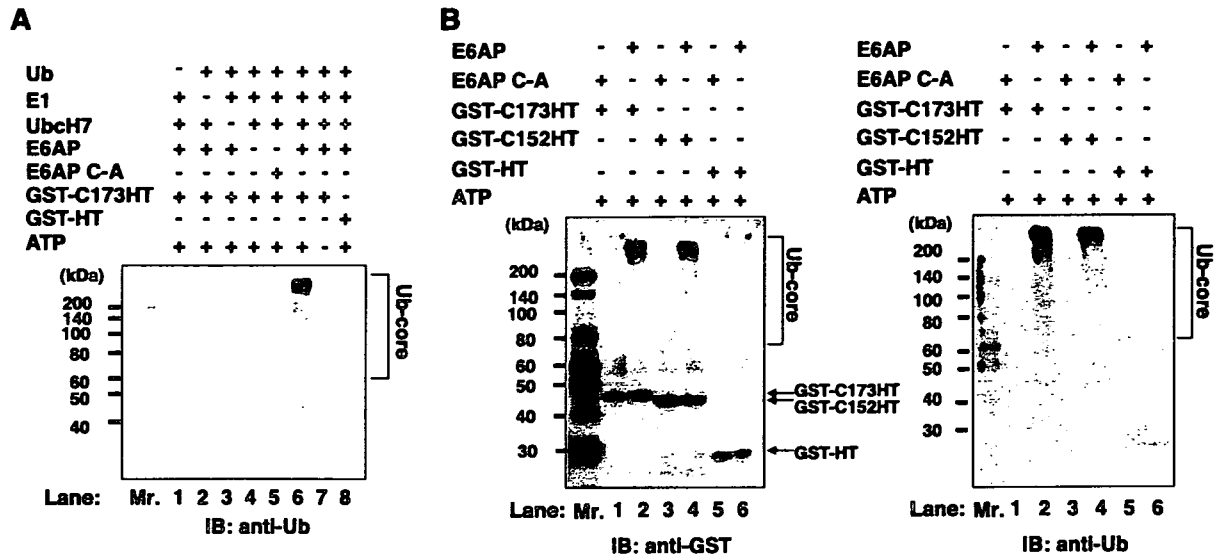 A
Ub - + + + + + + +
E1 + - + + + + + +
UbcH7 + + - + + + + +
E6AP + + + - - + + +
E6AP C-A - - - - + - - -
GST-C173HT + + + + + + + -
GST-HT - - - - - - - +
ATP + + + + + + - +
(kDa)
200
140
100
80
60
50
40
Ub-core
Lane: Mr. 1 2 3 4 5 6 7 8
IB: anti-Ub
B
E6AP - + - + - +
E6AP C-A + - + - + -
GST-C173HT + + - - - -
GST-C152HT - - + + - -
GST-HT - - - - + +
ATP + + + + + +
(kDa)
200
140
100
80
60
50
40
30
Ub-core
GST-C173HT
GST-C152HT
GST-HT
Lane: Mr. 1 2 3 4 5 6
IB: anti-GST
E6AP - + - + - +
E6AP C-A + - + - + -
GST-C173HT + + - - - -
GST-C152HT - - + + - -
GST-HT - - - - + +
ATP + + + + + +
(kDa)
200
140
100
80
60
50
40
30
Ub-core
Lane: Mr. 1 2 3 4 5 6
IB: anti-Ub